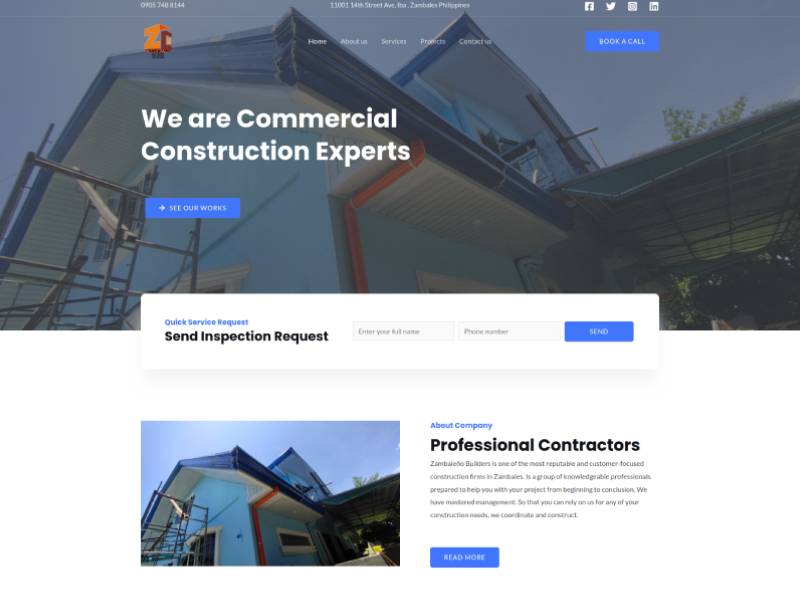 0905 748 8144
11001 14th Street Ave, Iba , Zambales Philippines
Home About us Services Projects Contact us
BOOK A CALL
We are Commercial
Construction Experts
SEE OUR WORKS
Quick Service Request
Send Inspection Request
Enter your full name
Phone number
SEND
About Company
Professional Contractors
Zambaleño Builders is one of the most reputable and customer-focused
construction firms in Zambales. Is a group of knowledgeable professionals
prepared to help you with your project from beginning to conclusion. We
have mastered management. So that you can rely on us for any of your
construction needs, we coordinate and construct.
READ MORE